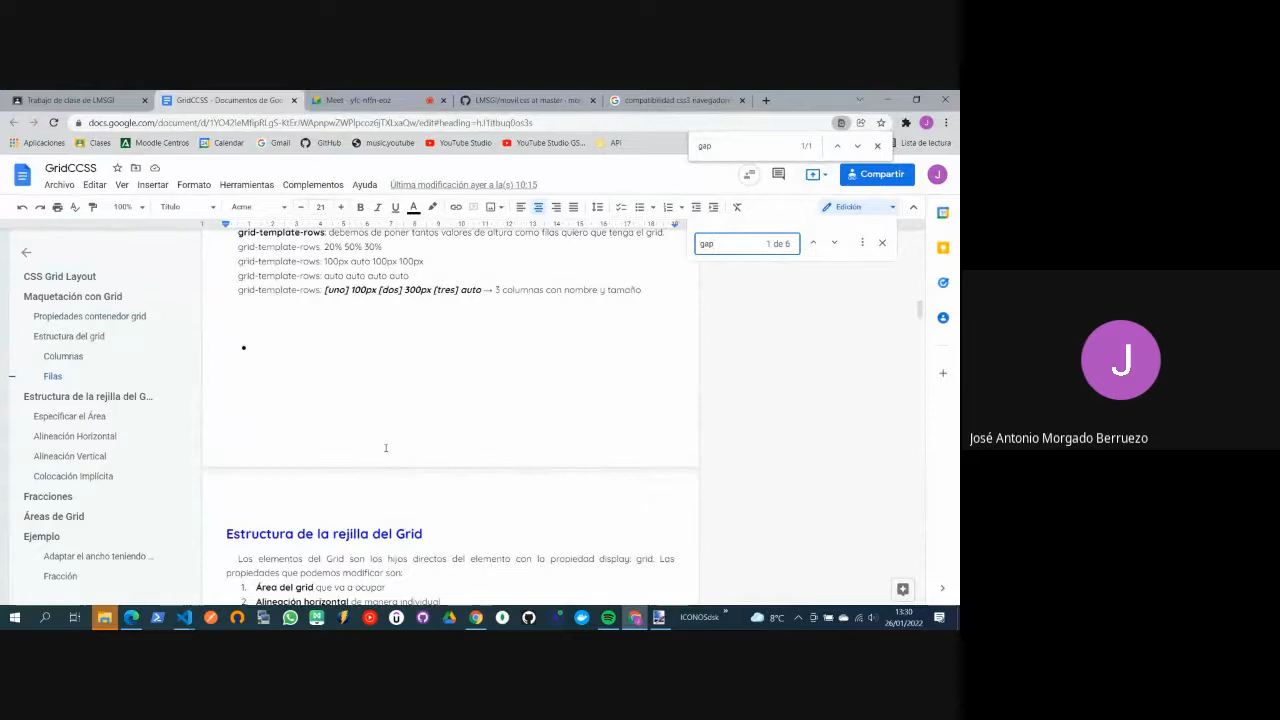 Trabajo de clase de LMSGI
GridCCSS - Documentos de Goo
Meet - yfc-nffn-eoz
LMSGI/movil.css at master · mo
compatibilidad css3 navegador
Aplicaciones
Clases
Moodle Centros
Calendar
Gmail
GitHub
music.youtube
YouTube Studio
YouTube Studio GS...
API
Lista de lectura
gap 1/1
GridCCSS
Archivo Editar Ver Insertar Formato Herramientas Complementos Ayuda Última modificación ayer a la(s) 10:15
Compartir
J
100% Título Acme 21 Edición
gap 1 de 6
CSS Grid Layout
Maquetación con Grid
Propiedades contenedor grid
Estructura del grid
Columnas
Filas
Estructura de la rejilla del G...
Especificar el Área
Alineación Horizontal
Alineación Vertical
Colocación Implícita
Fracciones
Áreas de Grid
Ejemplo
Adaptar el ancho teniendo ...
Fracción
grid-template-rows: debemos de poner tantos valores de altura como filas quiero que tenga el grid.
grid-template-rows: 20% 50% 30%
grid-template-rows: 100px auto 100px 100px
grid-template-rows: auto auto auto auto
grid-template-rows: [uno] 100px [dos] 300px [tres] auto → 3 columnas con nombre y tamaño
Estructura de la rejilla del Grid
Los elementos del Grid son los hijos directos del elemento con la propiedad display: grid. Las
propiedades que podemos modificar son:
1. Área del grid que va a ocupar
2. Alineación horizontal de manera individual
ICONOSdsk
8°C
13:30
26/01/2022
J
José Antonio Morgado Berruezo